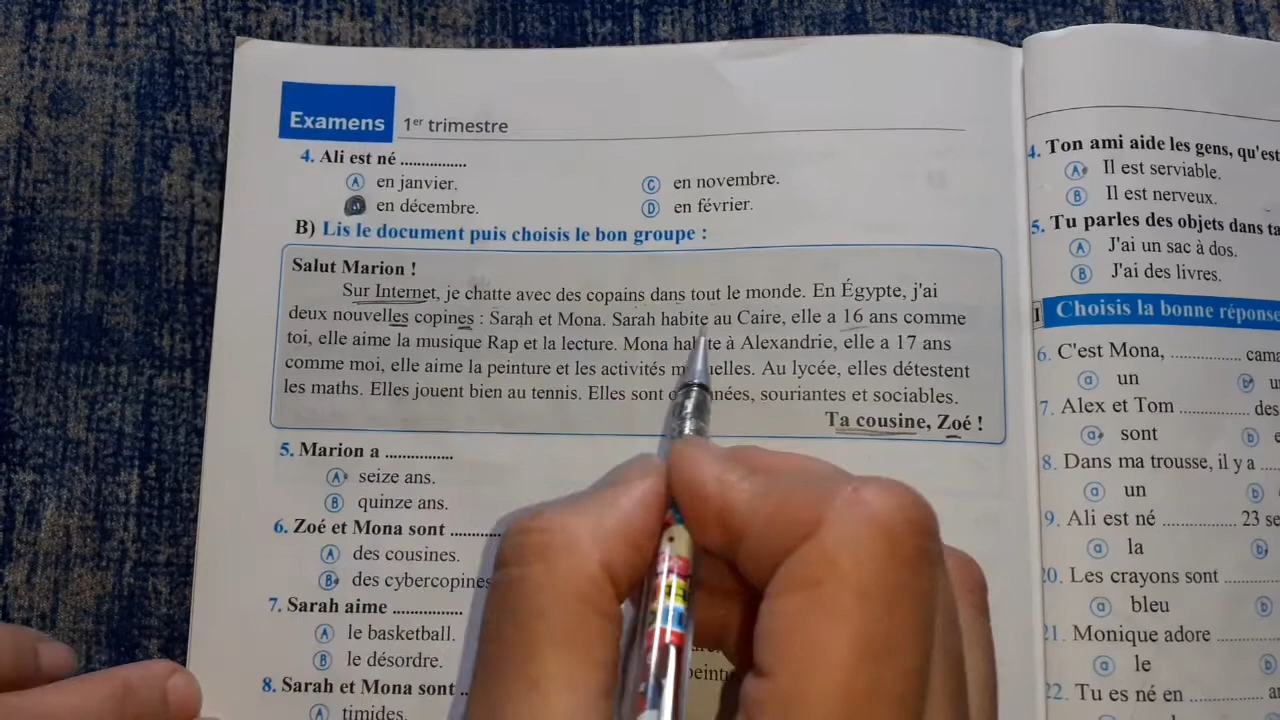 Examens 1er trimestre
4. Ali est né ................
A en janvier.
C en novembre.
en décembre.
D en février.
B) Lis le document puis choisis le bon groupe :
Salut Marion !
Sur Internet, je chatte avec des copains dans tout le monde. En Égypte, j'ai
deux nouvelles copines : Sarah et Mona. Sarah habite au Caire, elle a 16 ans comme
toi, elle aime la musique Rap et la lecture. Mona à Alexandrie, elle a 17 ans
comme moi, elle aime la peinture et les activités Au lycée, elles détestent
les maths. Elles jouent bien au tennis. Elles sont souriantes et sociables.
Ta cousine, Zoé !
5. Marion a ................
A seize ans.
B quinze ans.
6. Zoé et Mona sont ............
A des cousines.
B des cybercopines
7. Sarah aime ................
A le basketball.
B le désordre.
8. Sarah et Mona sont ..
A timides.
4. Ton ami aide les gens, qu'est
A Il est serviable.
B Il est nerveux.
5. Tu parles des objets dans
A J'ai un sac à dos.
B J'ai des livres.
Choisis la bonne réponse
6. C'est Mona, ................
a un
b
7. Alex et Tom ................ des
a sont
b
8. Dans ma trousse, il y a ....
a un
b
9. Ali est né ................ 23
a la
b
20. Les crayons sont ............
a bleu
b
21. Monique adore ............
a le
b
22. Tu es né en ................